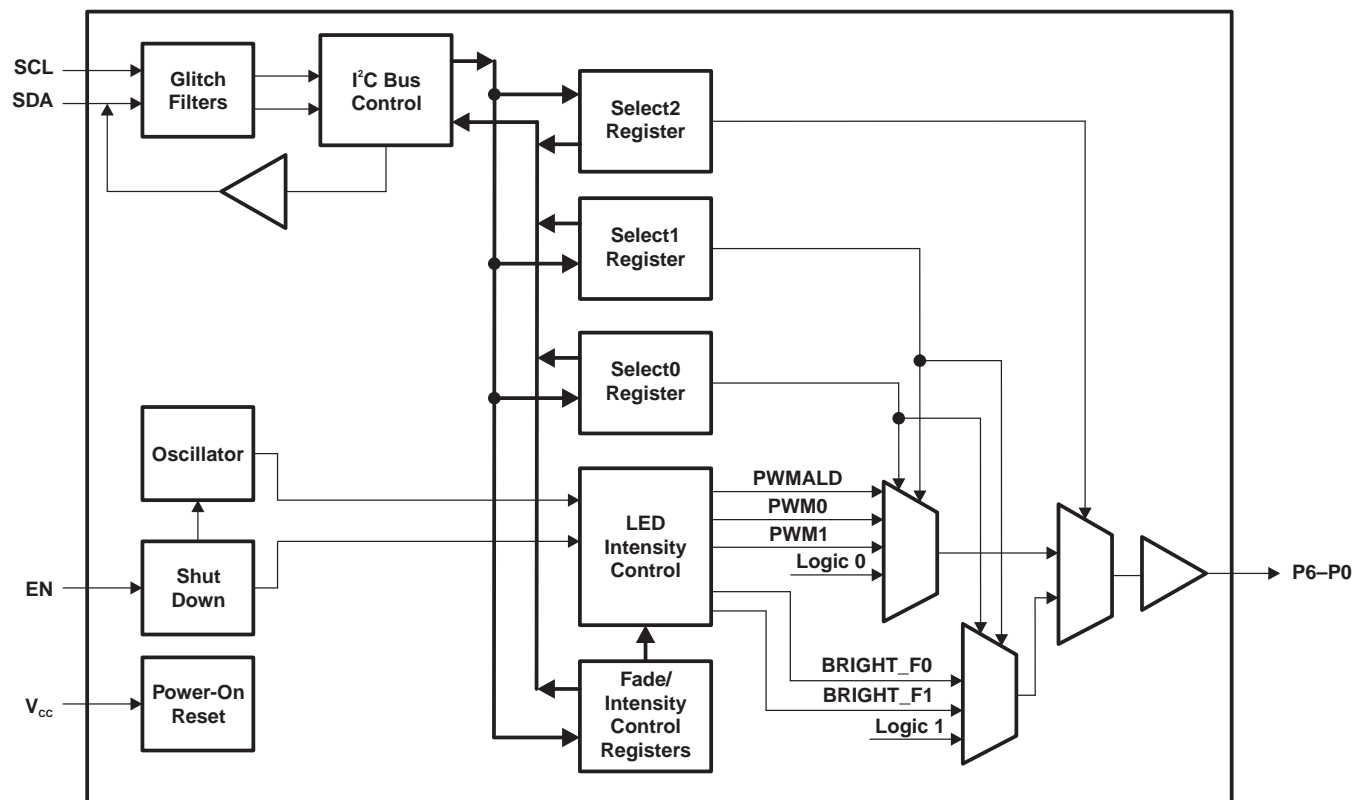 SCL
SDA
Glitch
Filters
I²C Bus
Control
Select2
Register
Select1
Register
Select0
Register
Oscillator
LED
Intensity
Control
PWMALD
PWM0
PWM1
Logic 0
EN
Shut
Down
P6–P0
VCC
Power-On
Reset
Fade/
Intensity
Control
Registers
BRIGHT_F0
BRIGHT_F1
Logic 1